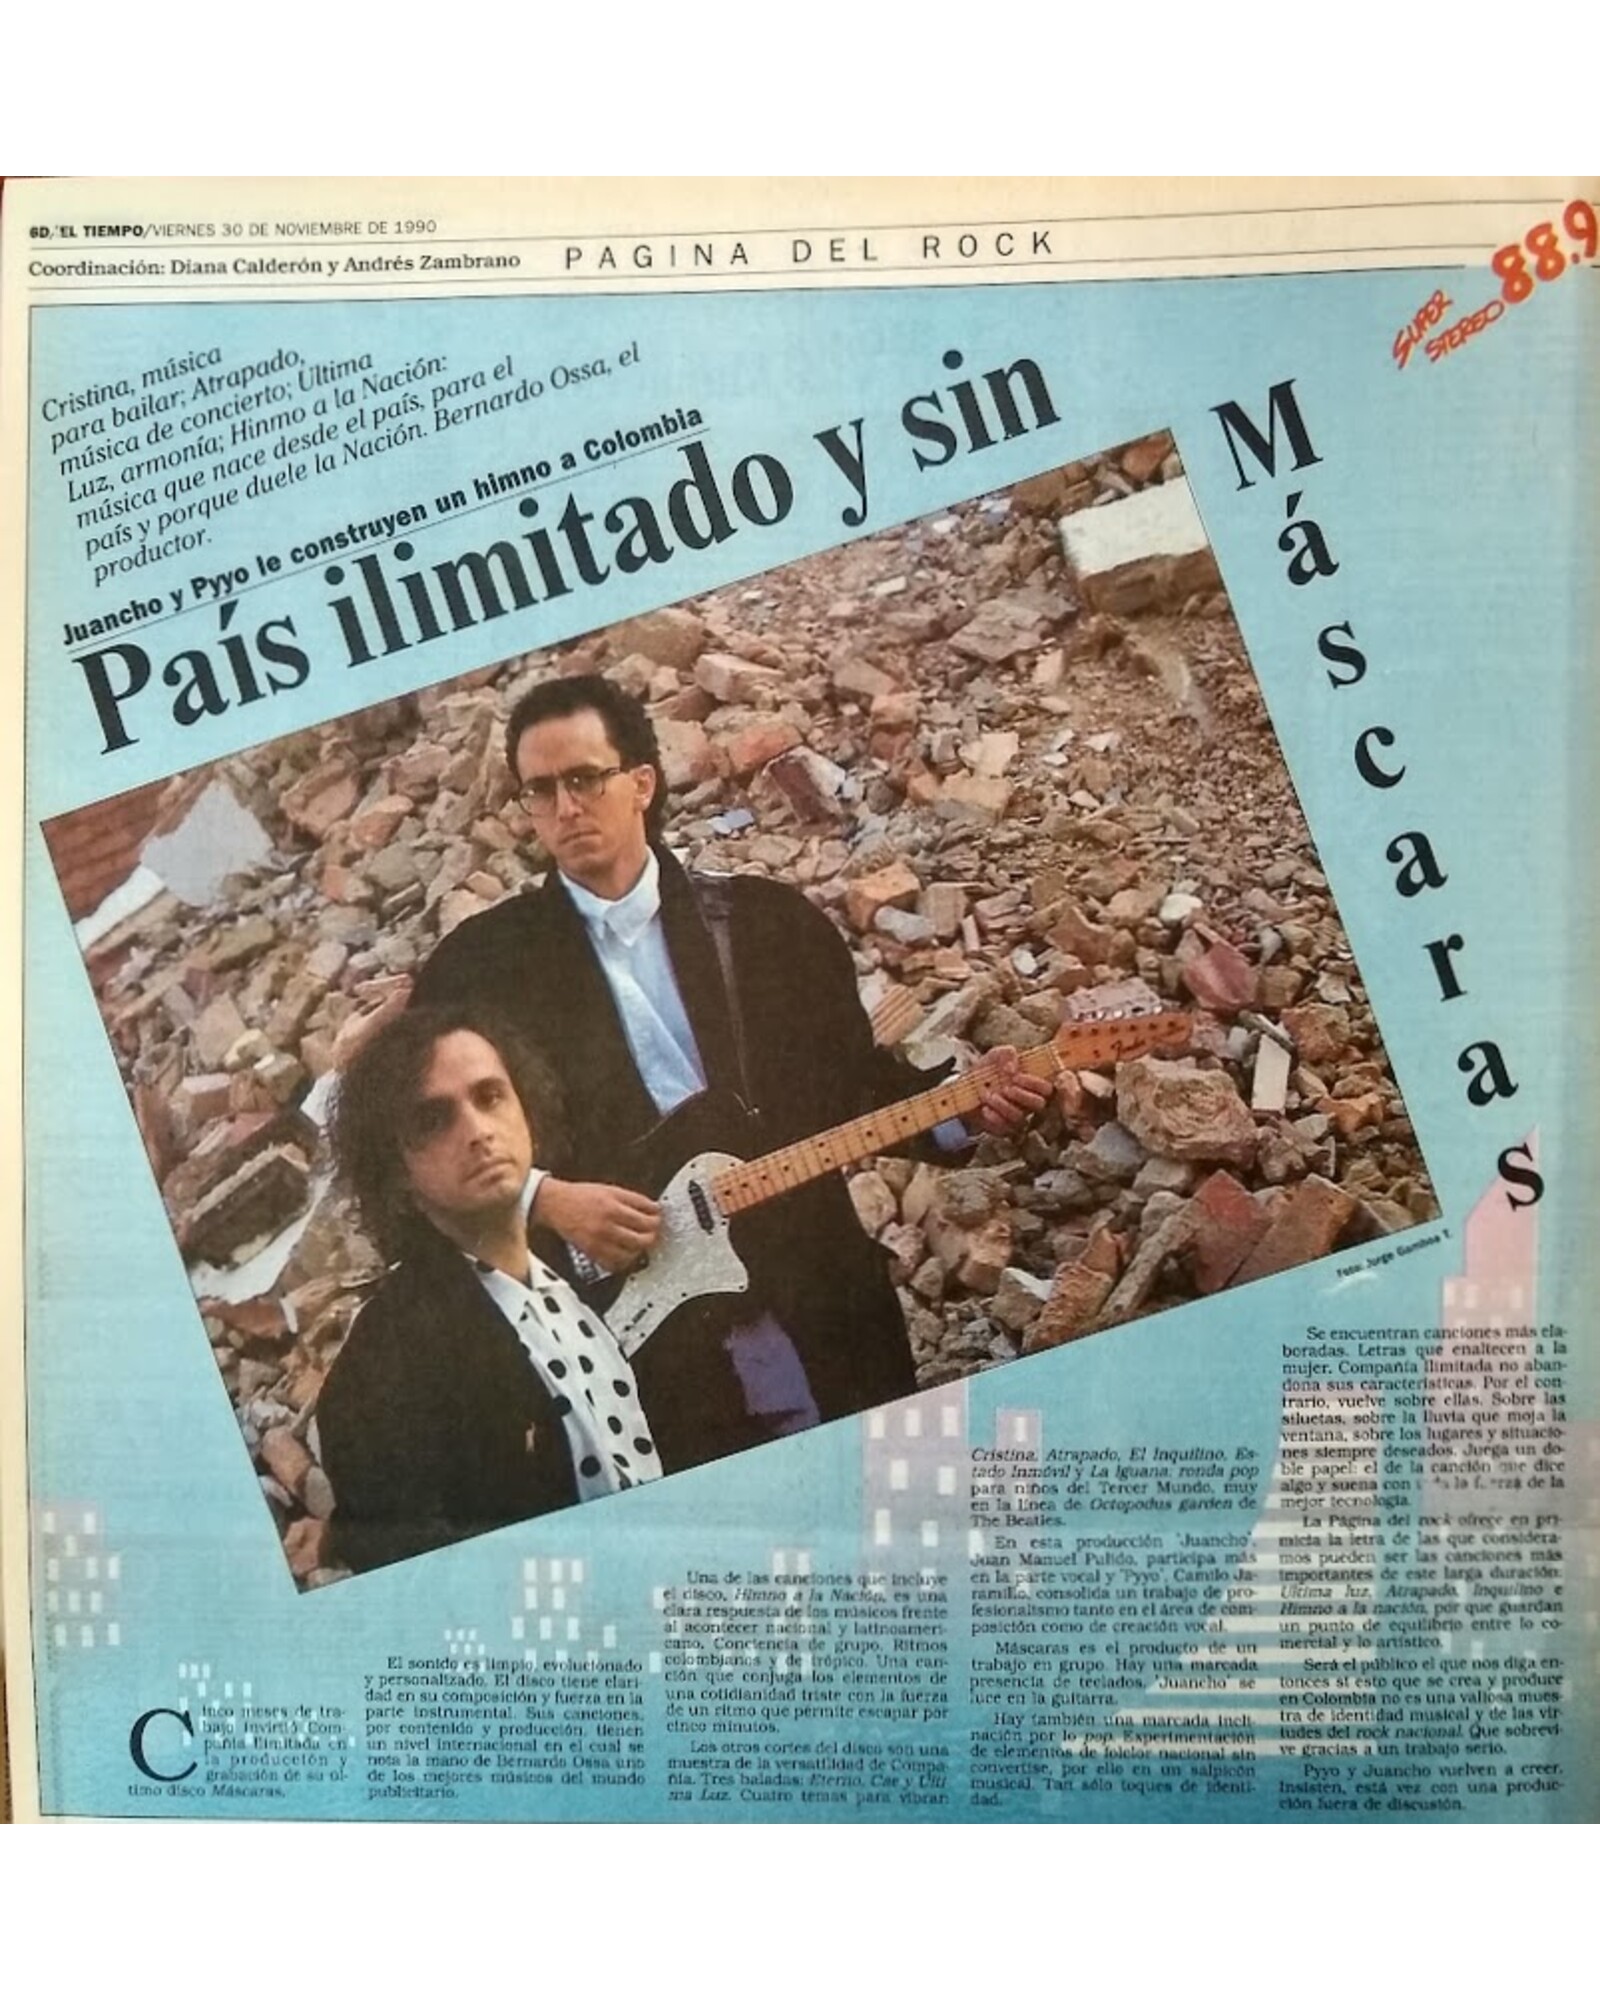 6D/EL TIEMPO/VIERNES 30 DE NOVIEMBRE DE 1990
Coordinación: Diana Calderón y Andrés Zambrano
PAGINA DEL ROCK
SUPER
STEREO 88.9
Cristina, música
para bailar; Atrapado,
música de concierto; Ultima
Luz, armonía; Hinmo a la Nación:
música que nace desde el país, para el
país y porque duele la Nación. Bernardo Ossa, el
productor.
Juancho y Pyyo le construyen un himno a Colombia
País ilimitado y sin
Máscaras
Fender
Foto: Jorge Gamboa T.
Cinco meses de tra-
bajo invirtió Com-
pañía Ilimitada en
la producción y
grabación de su úl-
timo disco Máscaras.
El sonido es limpio, evolucionado
y personalizado. El disco tiene clari-
dad en su composición y fuerza en la
parte instrumental. Sus canciones,
por contenido y producción, tienen
un nivel internacional en el cual se
nota la mano de Bernardo Ossa uno
de los mejores músicos del mundo
publicitario.
Una de las canciones que incluye
el disco, Himno a la Nación, es una
clara respuesta de los músicos frente
al acontecer nacional y latinoameri-
cano. Conciencia de grupo. Ritmos
colombianos y de trópico. Una can-
ción que conjuga los elementos de
una cotidianidad triste con la fuerza
de un ritmo que permite escapar por
cinco minutos.
Los otros cortes del disco son una
muestra de la versatilidad de Compa-
ñía. Tres baladas: Eterno, Cae y Ulti-
ma Luz. Cuatro temas para vibrar:
Cristina, Atrapado, El Inquilino, Es-
tado Inmóvil y La Iguana: ronda pop
para niños del Tercer Mundo, muy
en la línea de Octopodus garden de
The Beatles.
En esta producción 'Juancho',
Juan Manuel Pulido, participa más
en la parte vocal y 'Pyyo', Camilo Ja-
ramillo, consolida un trabajo de pro-
fesionalismo tanto en el área de com-
posición como de creación vocal.
Máscaras es el producto de un
trabajo en grupo. Hay una marcada
presencia de teclados. 'Juancho' se
luce en la guitarra.
Hay también una marcada incli-
nación por lo pop. Experimentación
de elementos de folclor nacional sin
convertise, por ello en un salpicón
musical. Tan sólo toques de identi-
dad.
Se encuentran canciones más ela-
boradas. Letras que enaltecen a la
mujer. Compañía Ilimitada no aban-
dona sus características. Por el con-
trario, vuelve sobre ellas. Sobre las
siluetas, sobre la lluvia que moja la
ventana, sobre los lugares y situacio-
nes siempre deseados. Juega un do-
ble papel: el de la canción que dice
algo y suena con la fuerza de la
mejor tecnología.
La Página del rock ofrece en pri-
micia la letra de las que considera-
mos pueden ser las canciones más
importantes de este larga duración:
Ultima luz, Atrapado, Inquilino e
Himno a la nación, por que guardan
un punto de equilibrio entre lo co-
mercial y lo artístico.
Será el público el que nos diga en-
tonces si esto que se crea y produce
en Colombia no es una valiosa mues-
tra de identidad musical y de las vir-
tudes del rock nacional. Que sobrevi-
ve gracias a un trabajo serio.
Pyyo y Juancho vuelven a creer.
Insisten, está vez con una produc-
ción fuera de discusión.